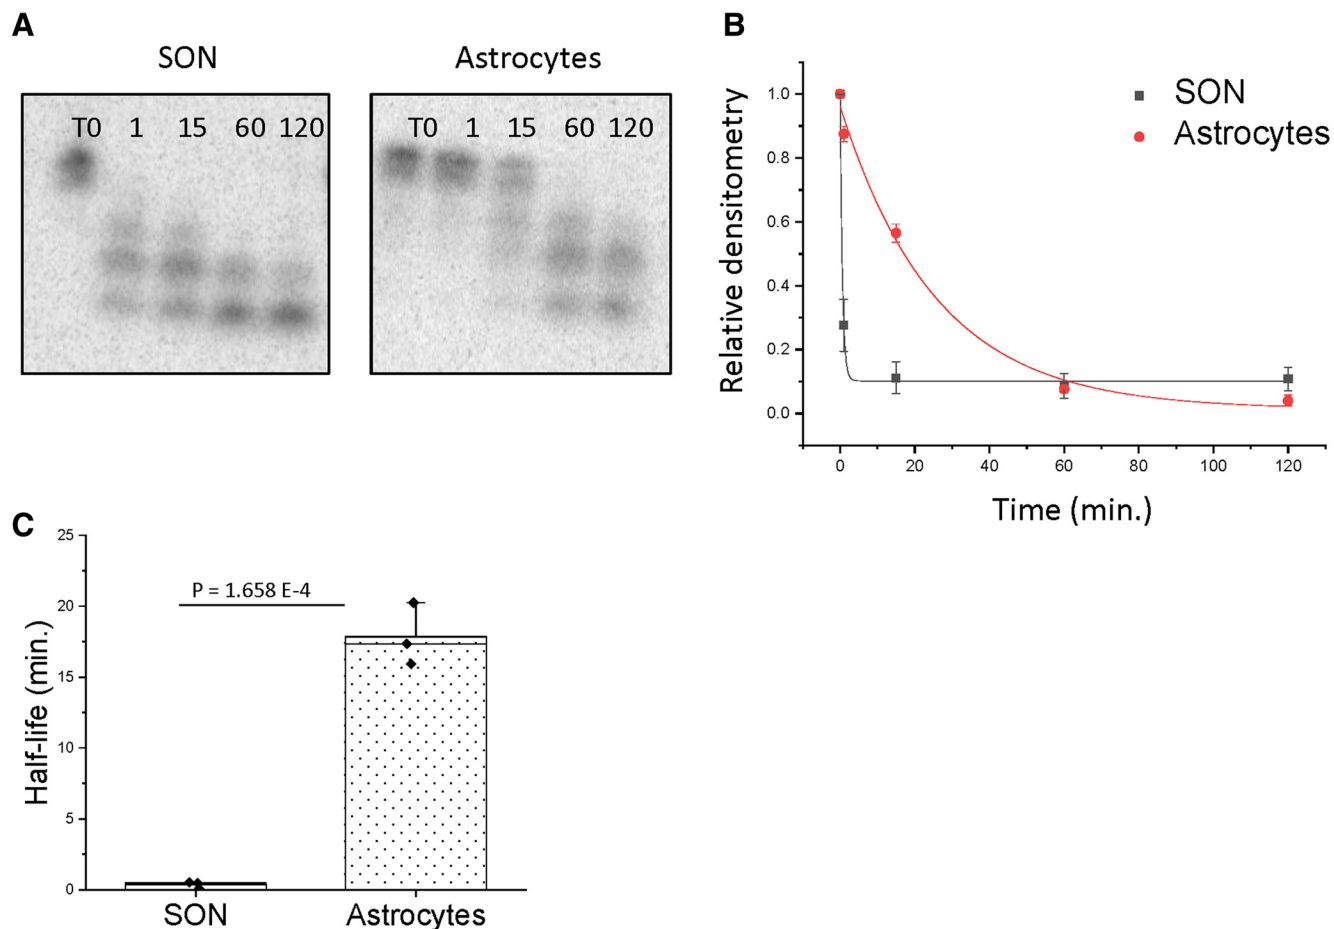 A
SON
Astrocytes
T0 1 15 60 120
T0 1 15 60 120
B
1.0
0.8
0.6
0.4
0.2
0.0
Relative densitometry
SON
Astrocytes
0 20 40 60 80 100 120
Time (min.)
C
25
20
15
10
5
0
Half-life (min.)
P = 1.658 E-4
SON Astrocytes